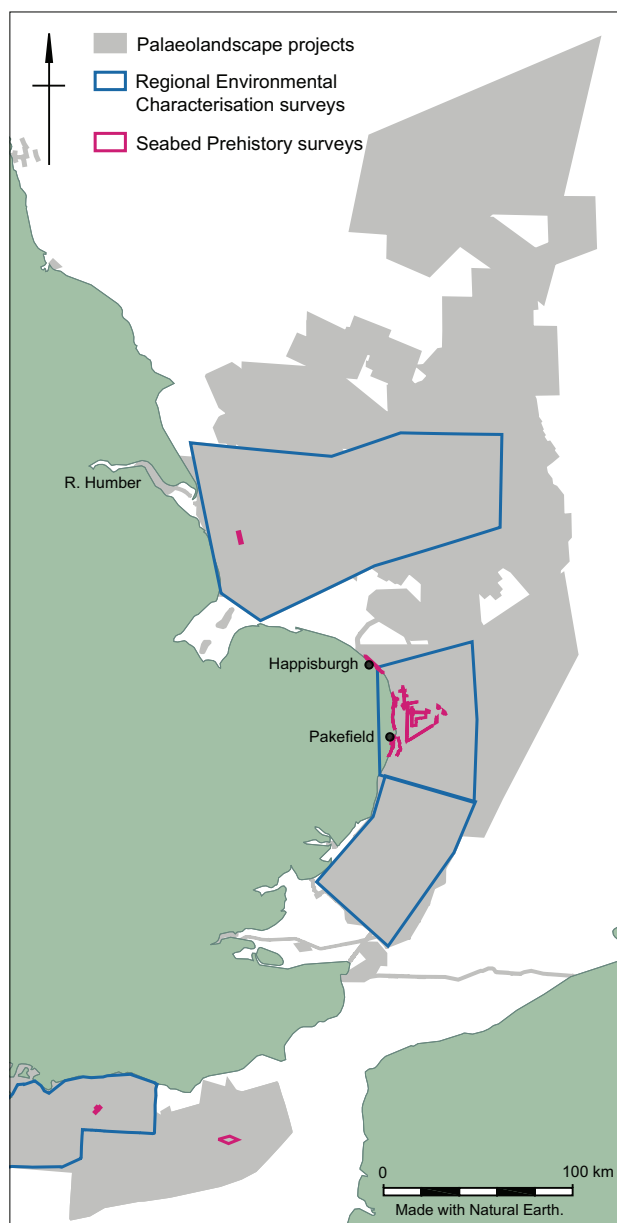 Palaeolandscape projects
Regional Environmental
Characterisation surveys
Seabed Prehistory surveys
R. Humber
Happisburgh
Pakefield
0 100 km
Made with Natural Earth.